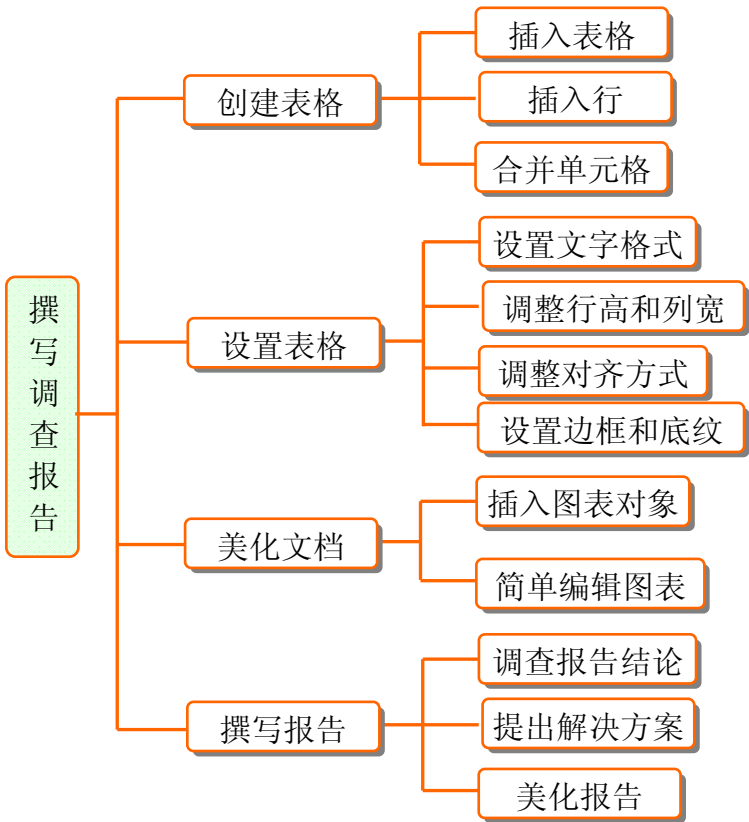 撰写调查报告
创建表格
插入表格
插入行
合并单元格
设置表格
设置文字格式
调整行高和列宽
调整对齐方式
设置边框和底纹
美化文档
插入图表对象
简单编辑图表
撰写报告
调查报告结论
提出解决方案
美化报告